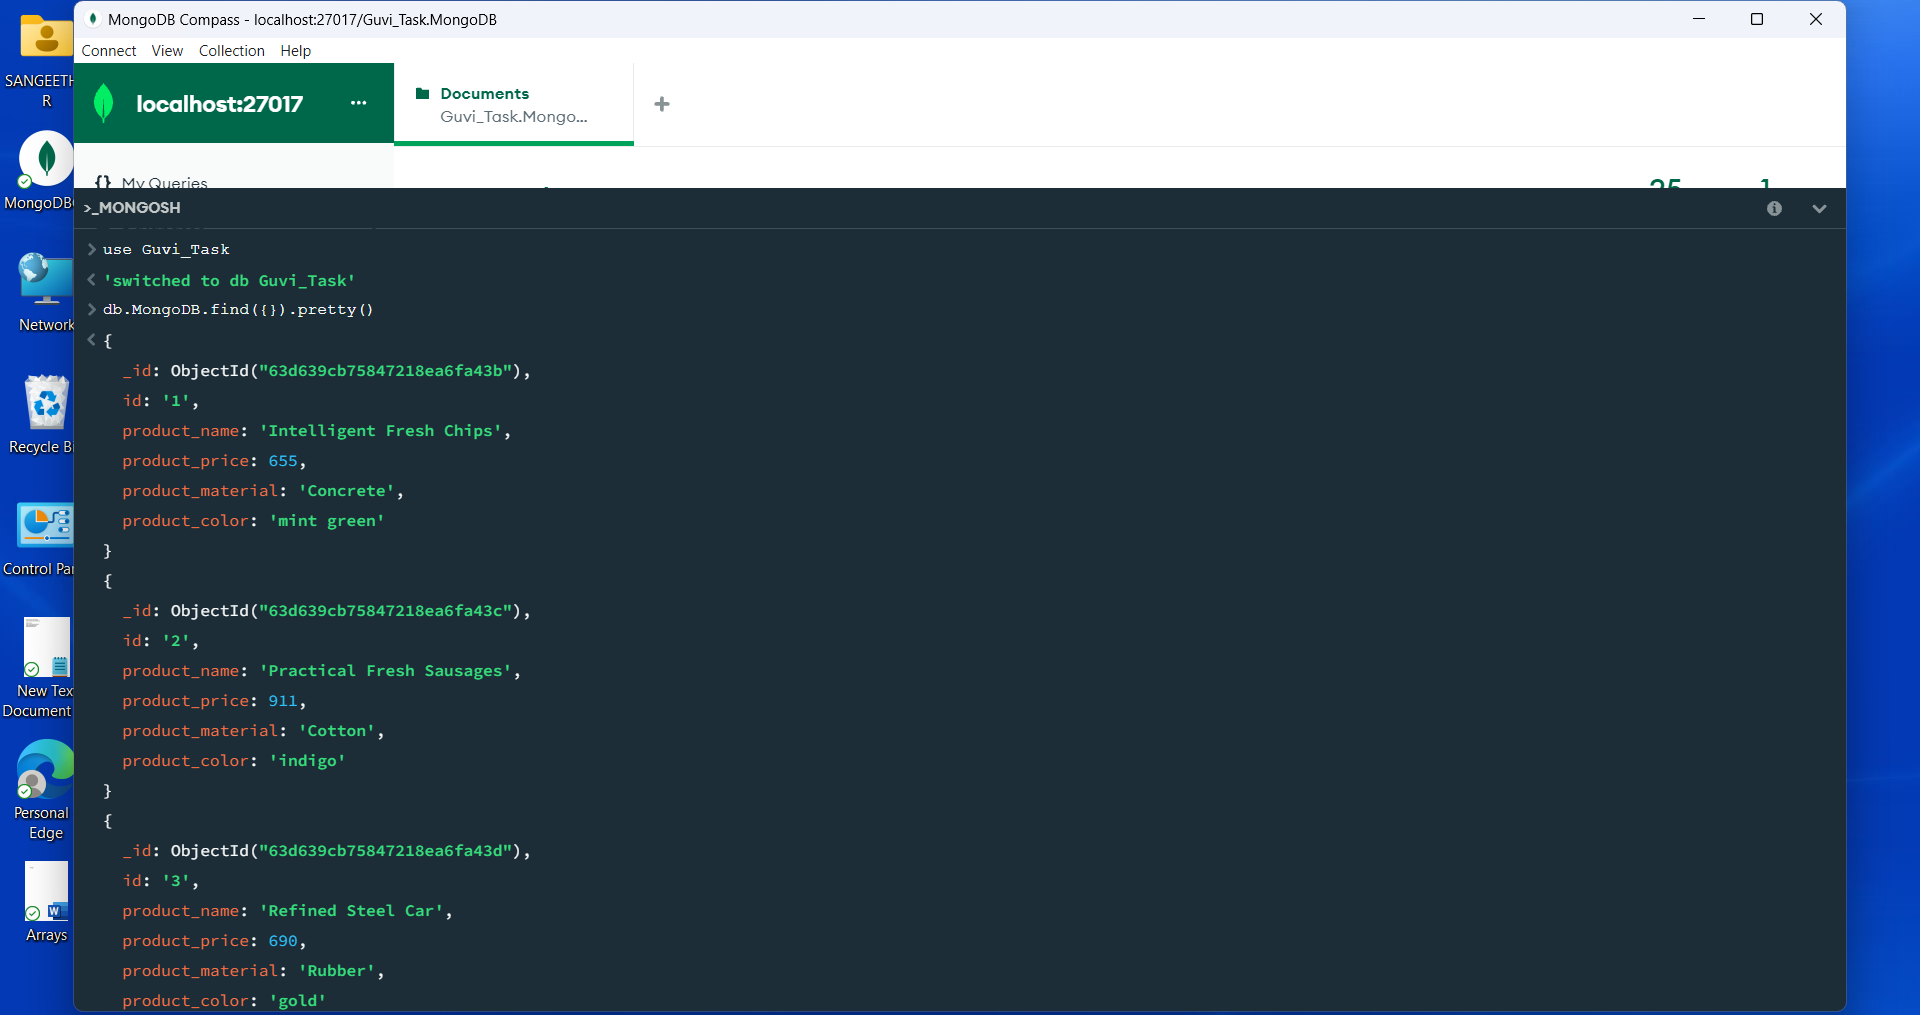 MongoDB Compass - localhost:27017/Guvi_Task.MongoDB
Connect View Collection Help
localhost:27017 ...
Documents
Guvi_Task.Mongo...
{} My Queries
25 1
>_MONGOSH
> use Guvi_Task
< 'switched to db Guvi_Task'
> db.MongoDB.find({}).pretty()
< {
_id: ObjectId("63d639cb75847218ea6fa43b"),
id: '1',
product_name: 'Intelligent Fresh Chips',
product_price: 655,
product_material: 'Concrete',
product_color: 'mint green'
}
{
_id: ObjectId("63d639cb75847218ea6fa43c"),
id: '2',
product_name: 'Practical Fresh Sausages',
product_price: 911,
product_material: 'Cotton',
product_color: 'indigo'
}
{
_id: ObjectId("63d639cb75847218ea6fa43d"),
id: '3',
product_name: 'Refined Steel Car',
product_price: 690,
product_material: 'Rubber',
product_color: 'gold'
SANGEETH
R
MongoDB
Network
Recycle B
Control Pa
New Tex
Document
Personal
Edge
Arrays